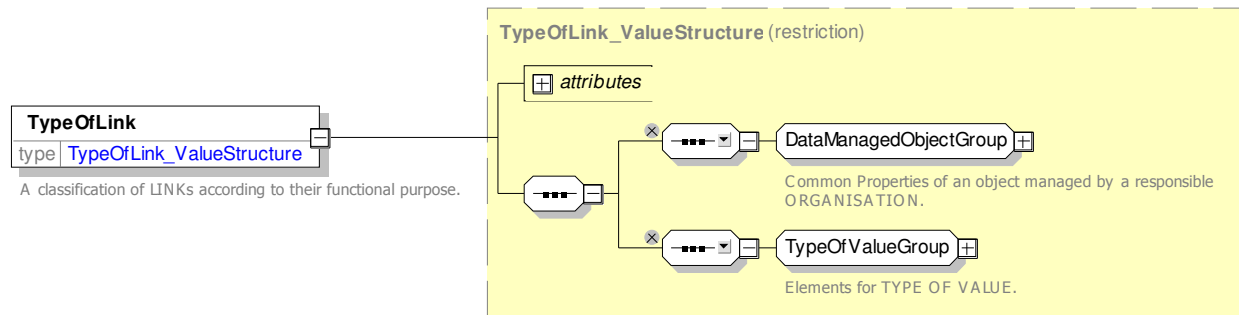 TypeOfLink_ValueStructure (restriction)
attributes
TypeOfLink
type TypeOfLink_ValueStructure
A classification of LINKs according to their functional purpose.
DataManagedObjectGroup
Common Properties of an object managed by a responsible
ORGANISATION.
TypeOfValueGroup
Elements for TYPE OF VALUE.